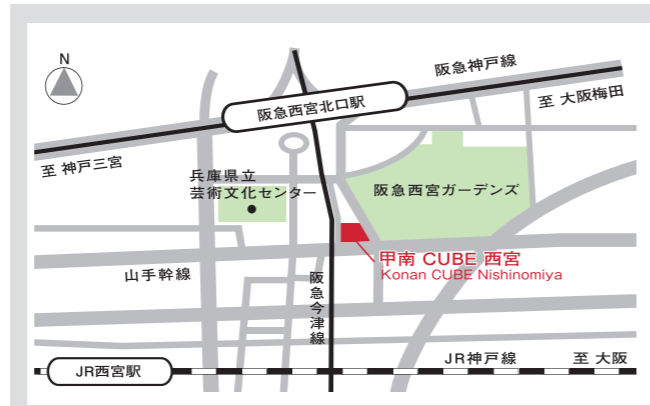 N
阪急神戸線
阪急西宮北口駅
至 大阪梅田
至 神戸三宮
兵庫県立
芸術文化センター
阪急西宮ガーデンズ
甲南 CUBE 西宮
Konan CUBE Nishinomiya
山手幹線
阪急今津線
JR神戸線
至 大阪
JR西宮駅